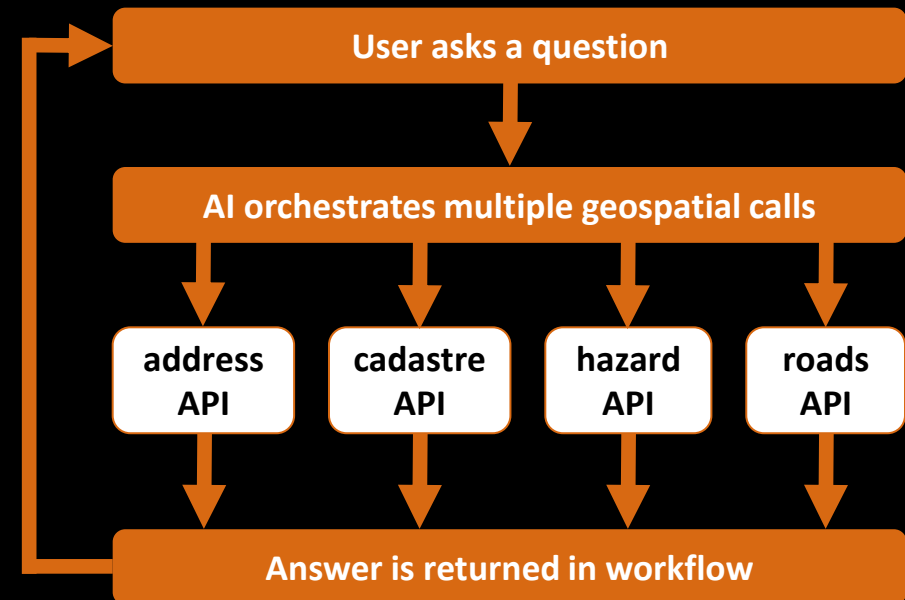 User asks a question
AI orchestrates multiple geospatial calls
address
API
cadastre
API
hazard
API
roads
API
Answer is returned in workflow